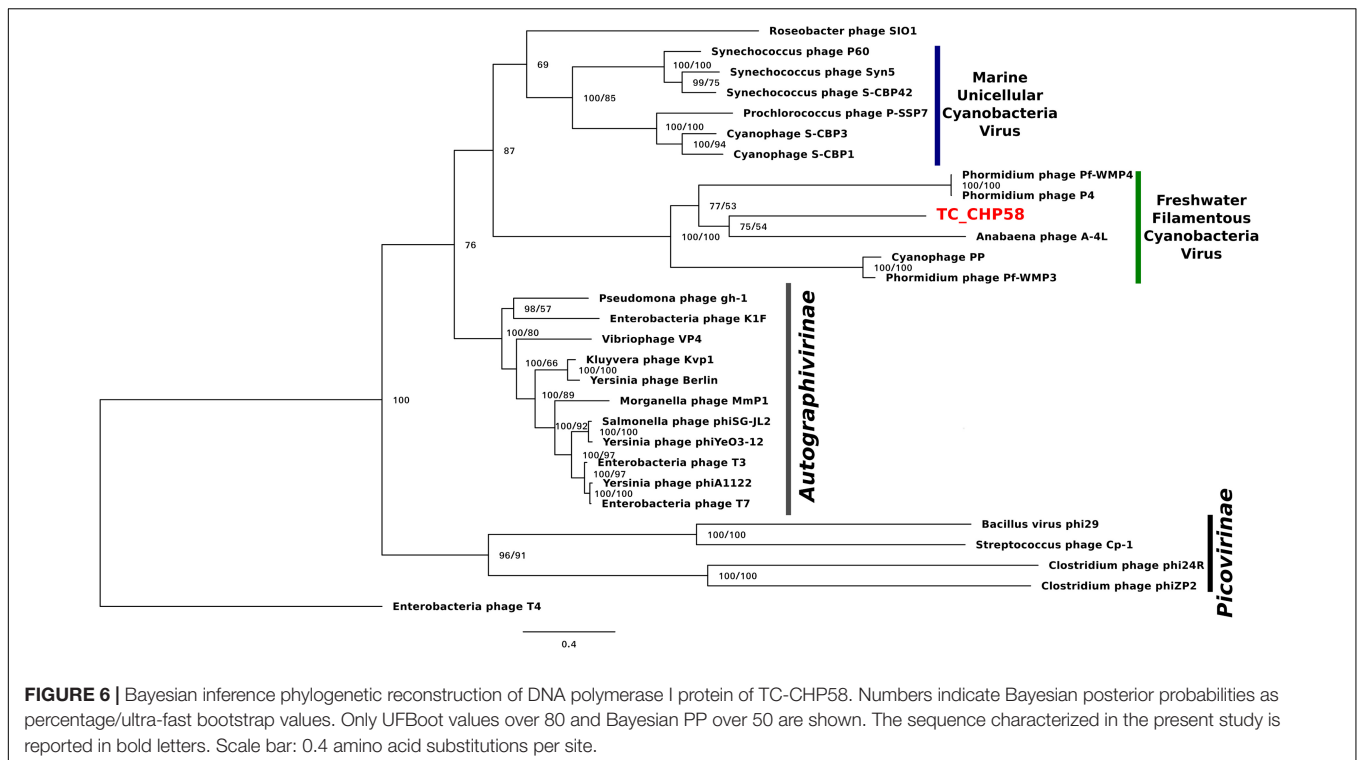 Roseobacter phage SIO1
69
Synechococcus phage P60
100/100
Synechococcus phage Syn5
99/75
Synechococcus phage S-CBP42
100/85
Prochlorococcus phage P-SSP7
100/100
Cyanophage S-CBP3
100/94
Cyanophage S-CBP1
Marine
Unicellular
Cyanobacteria
Virus
87
Phormidium phage Pf-WMP4
100/100
Phormidium phage P4
77/53
TC_CHP58
75/54
100/100
Anabaena phage A-4L
Cyanophage PP
100/100
Phormidium phage Pf-WMP3
Freshwater
Filamentous
Cyanobacteria
Virus
76
Pseudomona phage gh-1
98/57
Enterobacteria phage K1F
100/80
Vibriophage VP4
100/66
Kluyvera phage Kvp1
100/100
Yersinia phage Berlin
100/89
Morganella phage MmP1
100/92
Salmonella phage phiSG-JL2
100/100
Yersinia phage phiYeO3-12
100/97
Enterobacteria phage T3
100/97
Yersinia phage phiA1122
100/100
Enterobacteria phage T7
Autographivirinae
100
Bacillus virus phi29
100/100
Streptococcus phage Cp-1
96/91
Clostridium phage phi24R
100/100
Clostridium phage phiZP2
Picovirinae
Enterobacteria phage T4
0.4
FIGURE 6 | Bayesian inference phylogenetic reconstruction of DNA polymerase I protein of TC-CHP58. Numbers indicate Bayesian posterior probabilities as
percentage/ultra-fast bootstrap values. Only UFBoot values over 80 and Bayesian PP over 50 are shown. The sequence characterized in the present study is
reported in bold letters. Scale bar: 0.4 amino acid substitutions per site.